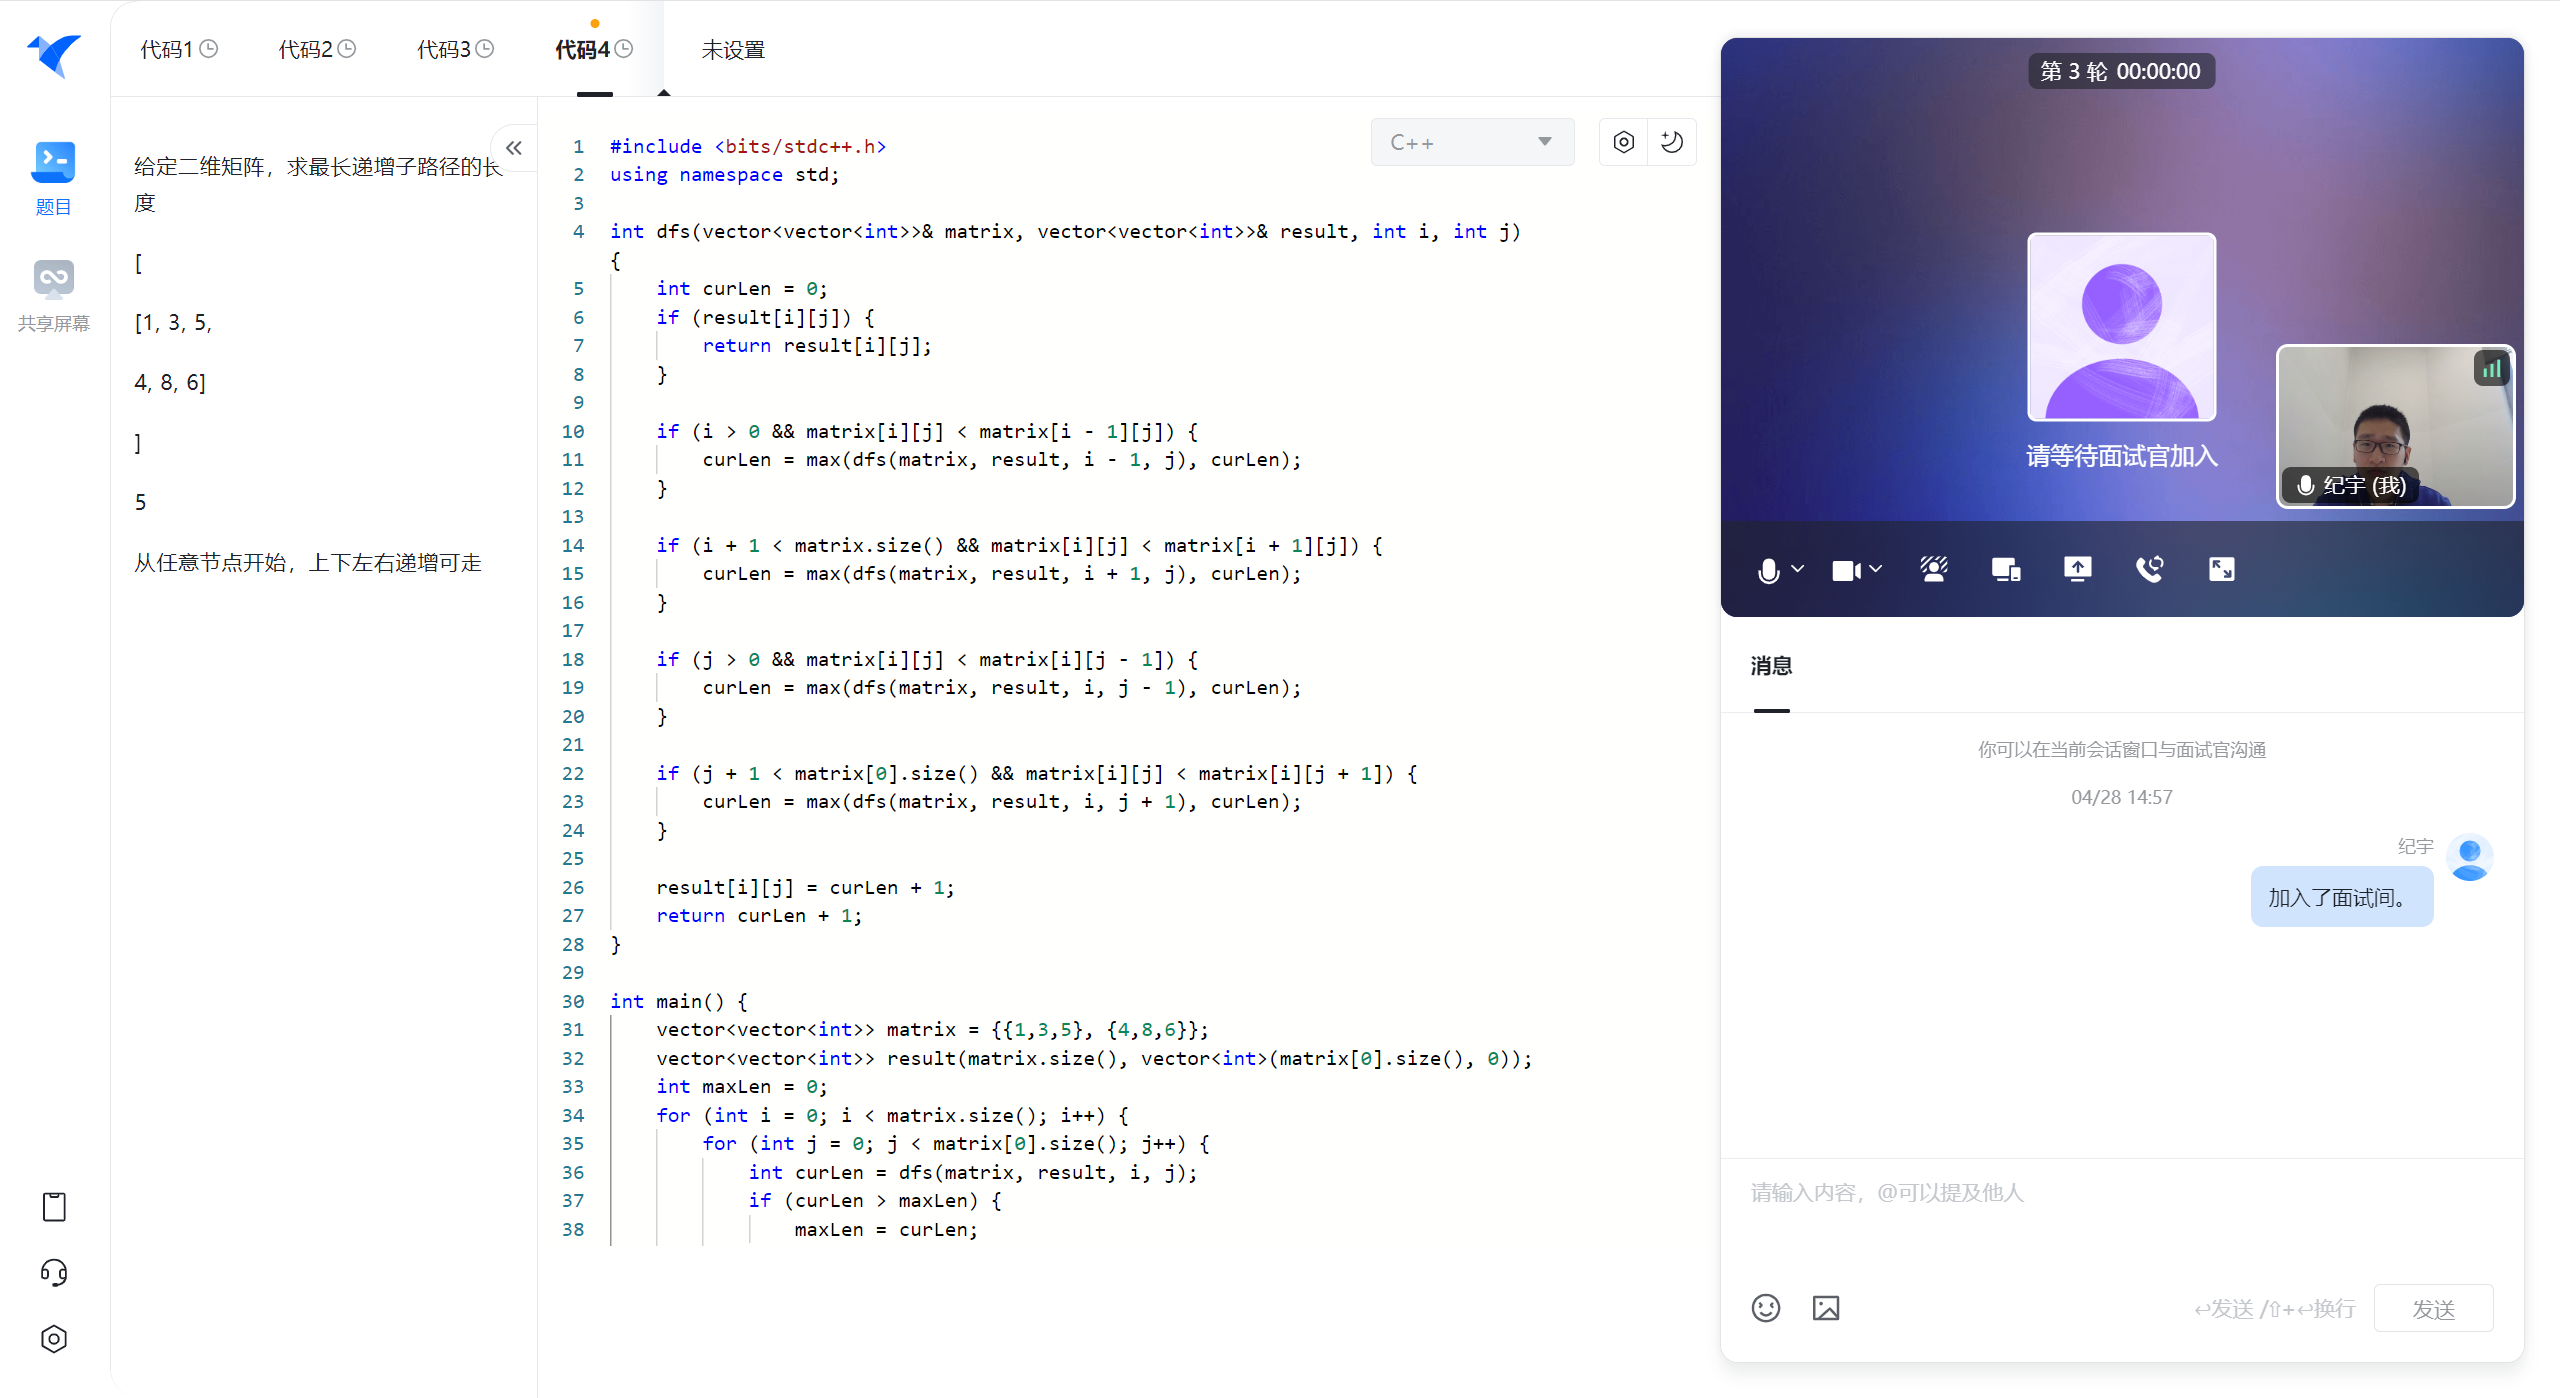 代码1
代码2
代码3
代码4
未设置
题目
共享屏幕
给定二维矩阵，求最长递增子路径的长
度
[
[1, 3, 5,
4, 8, 6]
]
5
从任意节点开始，上下左右递增可走
C++
1 #include <bits/stdc++.h>
2 using namespace std;
3
4 int dfs(vector<vector<int>>& matrix, vector<vector<int>>& result, int i, int j)
{
5     int curLen = 0;
6     if (result[i][j]) {
7         return result[i][j];
8     }
9
10     if (i > 0 && matrix[i][j] < matrix[i - 1][j]) {
11         curLen = max(dfs(matrix, result, i - 1, j), curLen);
12     }
13
14     if (i + 1 < matrix.size() && matrix[i][j] < matrix[i + 1][j]) {
15         curLen = max(dfs(matrix, result, i + 1, j), curLen);
16     }
17
18     if (j > 0 && matrix[i][j] < matrix[i][j - 1]) {
19         curLen = max(dfs(matrix, result, i, j - 1), curLen);
20     }
21
22     if (j + 1 < matrix[0].size() && matrix[i][j] < matrix[i][j + 1]) {
23         curLen = max(dfs(matrix, result, i, j + 1), curLen);
24     }
25
26     result[i][j] = curLen + 1;
27     return curLen + 1;
28 }
29
30 int main() {
31     vector<vector<int>> matrix = {{1,3,5}, {4,8,6}};
32     vector<vector<int>> result(matrix.size(), vector<int>(matrix[0].size(), 0));
33     int maxLen = 0;
34     for (int i = 0; i < matrix.size(); i++) {
35         for (int j = 0; j < matrix[0].size(); j++) {
36             int curLen = dfs(matrix, result, i, j);
37             if (curLen > maxLen) {
38                 maxLen = curLen;
第 3 轮 00:00:00
请等待面试官加入
纪宇 (我)
消息
你可以在当前会话窗口与面试官沟通
04/28 14:57
纪宇
加入了面试间。
请输入内容，@可以提及他人
↩发送 /⇧+↩换行
发送